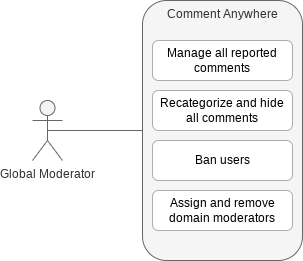 Comment Anywhere
Manage all reported
comments
Recategorize and hide
all comments
Ban users
Assign and remove
domain moderators
Global Moderator